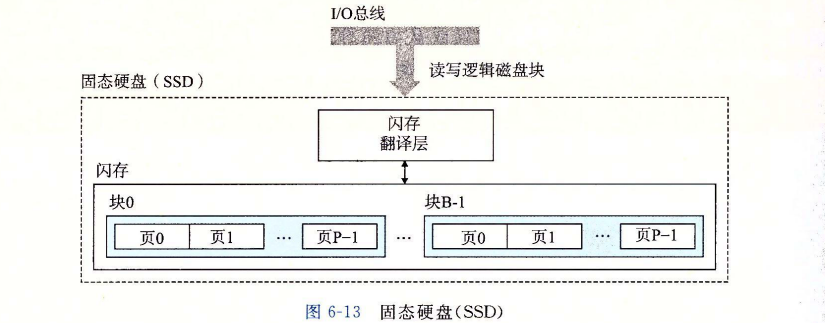 I/O总线
读写逻辑磁盘块
固态硬盘（SSD）
闪存
翻译层
闪存
块0
块B-1
页0 页1 … 页P-1 … 页0 页1 … 页P-1
图 6-13 固态硬盘(SSD)